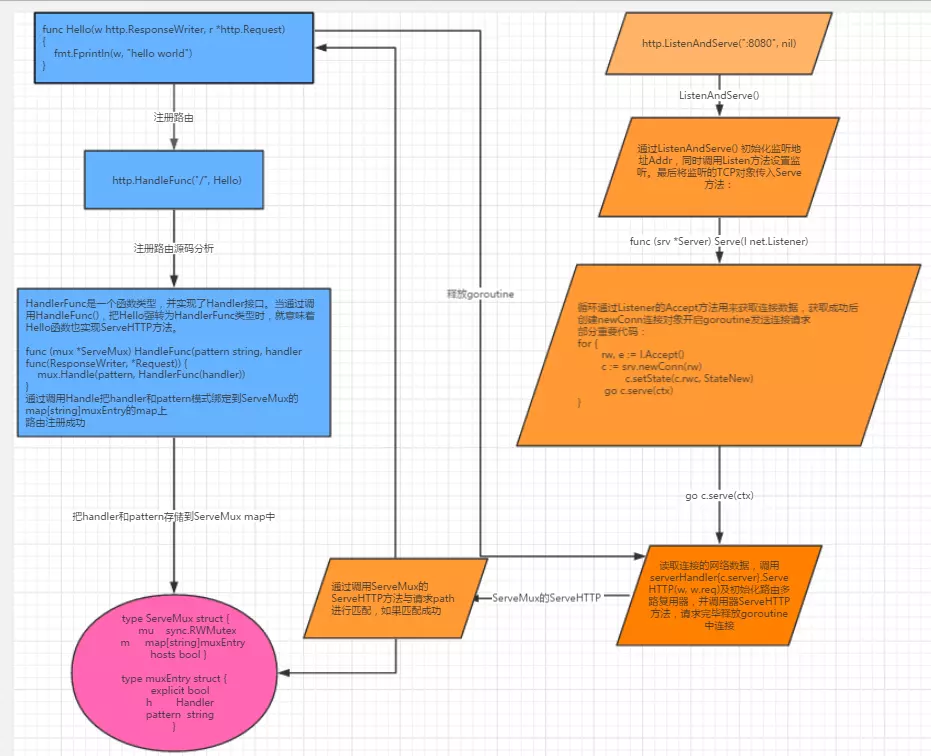 func Hello(w http.ResponseWriter, r *http.Request)
{
fmt.Fprintln(w, "hello world")
}
注册路由
http.HandleFunc("/", Hello)
注册路由源码分析
HandlerFunc是一个函数类型，并实现了Handler接口。当通过调
用HandleFunc()，把Hello强转为HandlerFunc类型时，就意味着
Hello函数也实现ServeHTTP方法。
func (mux *ServeMux) HandleFunc(pattern string, handler
func(ResponseWriter, *Request)) {
mux.Handle(pattern, HandlerFunc(handler))
}
通过调用Handle把handler和pattern模式绑定到ServeMux的
map[string]muxEntry的map上
路由注册成功
把handler和pattern存储到ServeMux map中
type ServeMux struct {
mu sync.RWMutex
m map[string]muxEntry
hosts bool }
type muxEntry struct {
explicit bool
h Handler
pattern string
}
释放goroutine
通过调用ServeMux的
ServeHTTP方法与请求path
进行匹配，如果匹配成功
ServeMux的ServeHTTP
http.ListenAndServe(":8080", nil)
ListenAndServe()
通过ListenAndServe() 初始化监听地
址Addr，同时调用Listen方法设置监
听。最后将监听的TCP对象传入Serve
方法：
func (srv *Server) Serve(l net.Listener)
循环通过Listener的Accept方法用来获取连接数据，获取成功后
创建newConn连接对象开启goroutine发送连接请求
部分重要代码：
for {
rw, e := l.Accept()
c := srv.newConn(rw)
c.setState(c.rwc, StateNew)
go c.serve(ctx)
}
go c.serve(ctx)
读取连接的网络数据，调用
serverHandler{c.server}.Serve
HTTP(w, w.req)及初始化路由多
路复用器，并调用器ServeHTTP
方法，请求完毕释放goroutine
中连接